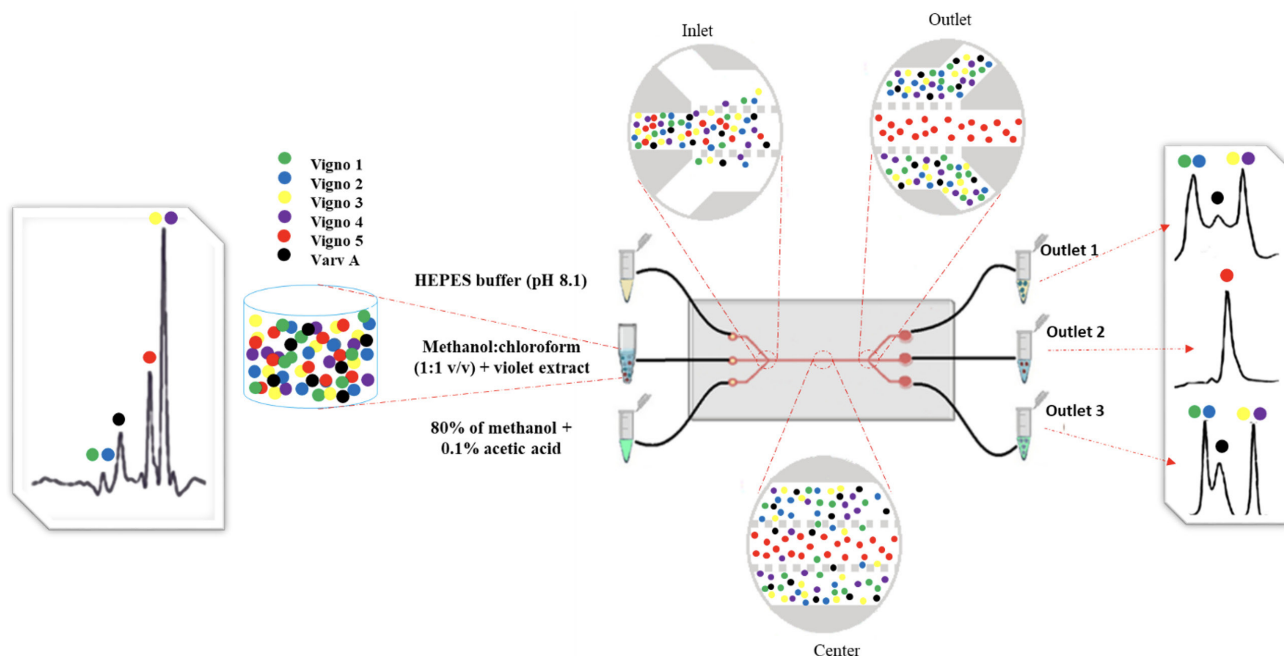 Inlet
Outlet
Vigno 1
Vigno 2
Vigno 3
Vigno 4
Vigno 5
Varv A
HEPES buffer (pH 8.1)
Methanol:chloroform
(1:1 v/v) + violet extract
80% of methanol +
0.1% acetic acid
Outlet 1
Outlet 2
Outlet 3
Center